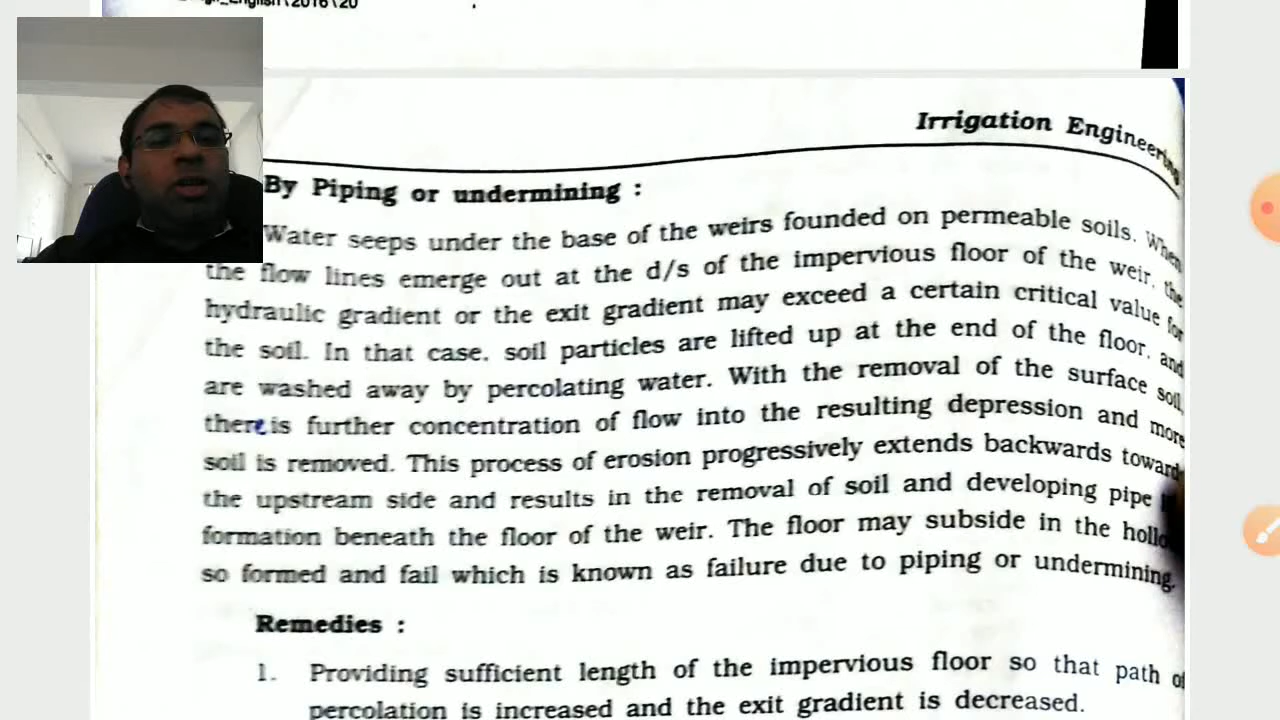 English\2016\20
Irrigation Engineering
By Piping or undermining :
Water seeps under the base of the weirs founded on permeable soils. When
the flow lines emerge out at the d/s of the impervious floor of the weir, the
hydraulic gradient or the exit gradient may exceed a certain critical value for
the soil. In that case, soil particles are lifted up at the end of the floor, and
are washed away by percolating water. With the removal of the surface soil,
there is further concentration of flow into the resulting depression and more
soil is removed. This process of erosion progressively extends backwards toward
the upstream side and results in the removal of soil and developing pipe
formation beneath the floor of the weir. The floor may subside in the hollo
so formed and fail which is known as failure due to piping or undermining.
Remedies :
1. Providing sufficient length of the impervious floor so that path of
percolation is increased and the exit gradient is decreased.